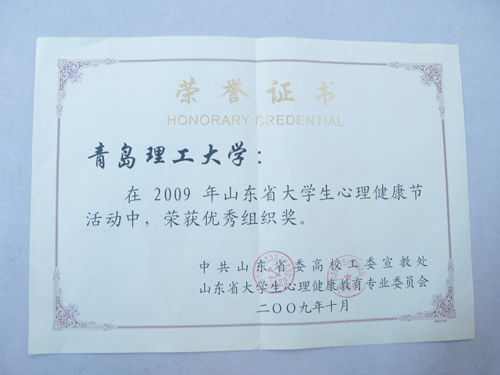 荣誉证书
HONORARY CREDENTIAL
青岛理工大学：
在 2009 年山东省大学生心理健康节
活动中，荣获优秀组织奖。
中共山东省委高校工委宣教处
山东省大学生心理健康教育专业委员会
二〇〇九年十月